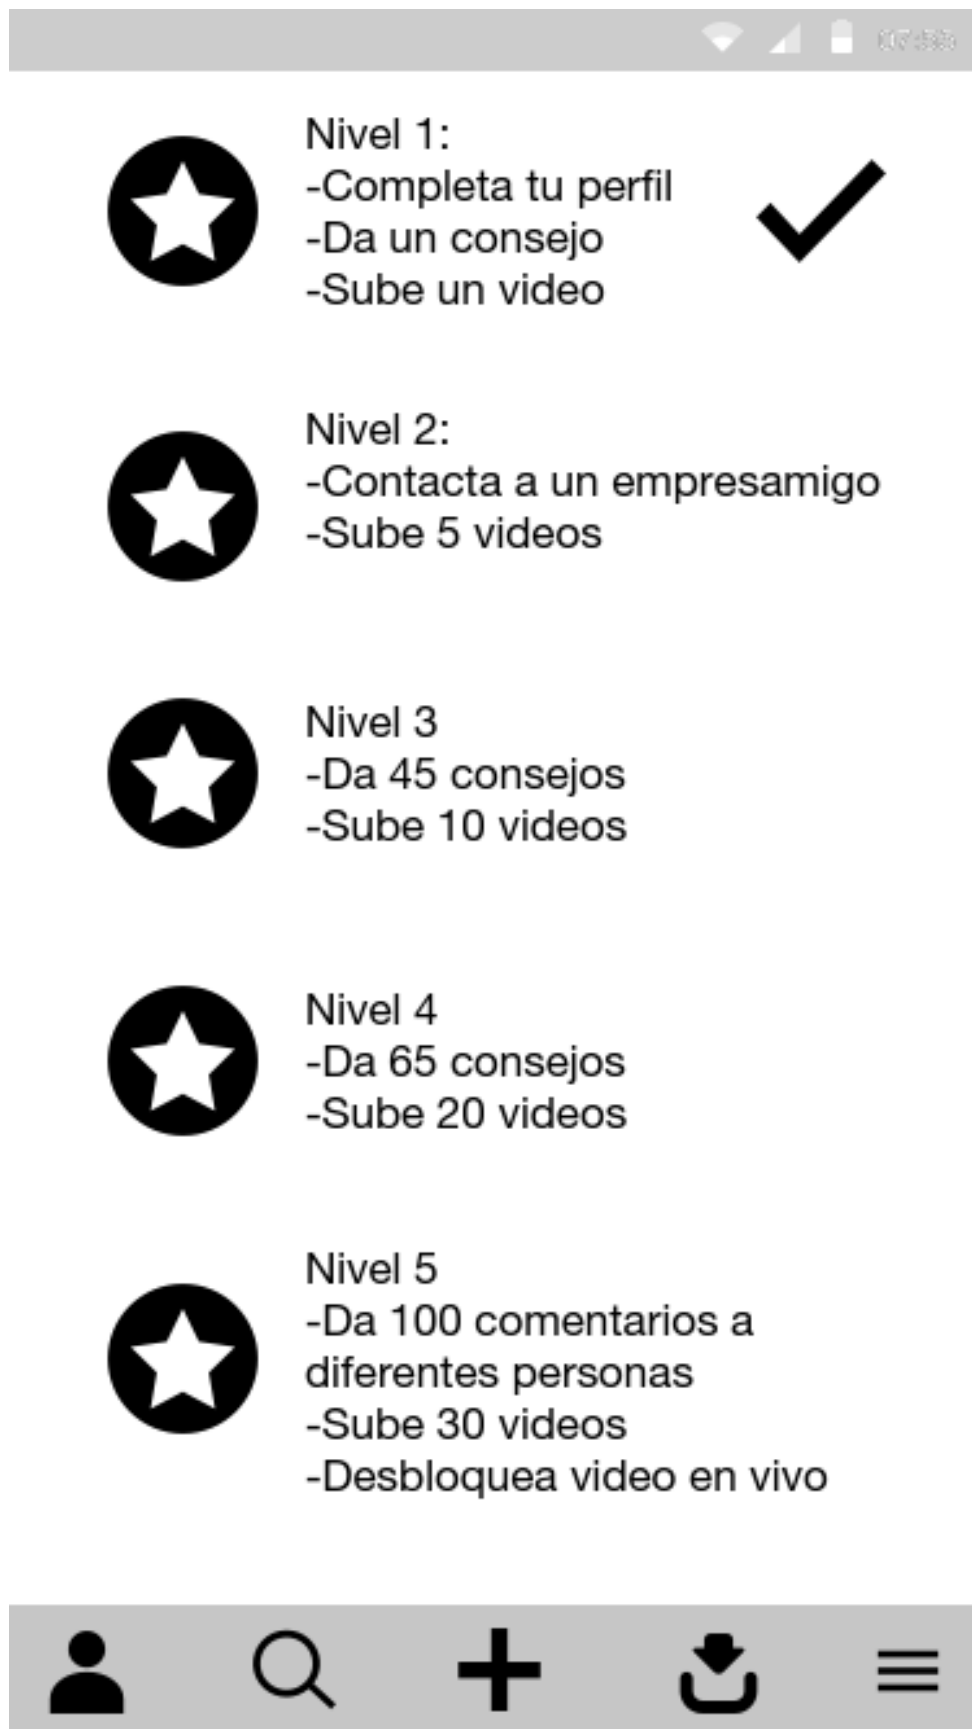 Nivel 1:
-Completa tu perfil
-Da un consejo
-Sube un video
Nivel 2:
-Contacta a un empresamigo
-Sube 5 videos
Nivel 3
-Da 45 consejos
-Sube 10 videos
Nivel 4
-Da 65 consejos
-Sube 20 videos
Nivel 5
-Da 100 comentarios a
diferentes personas
-Sube 30 videos
-Desbloquea video en vivo